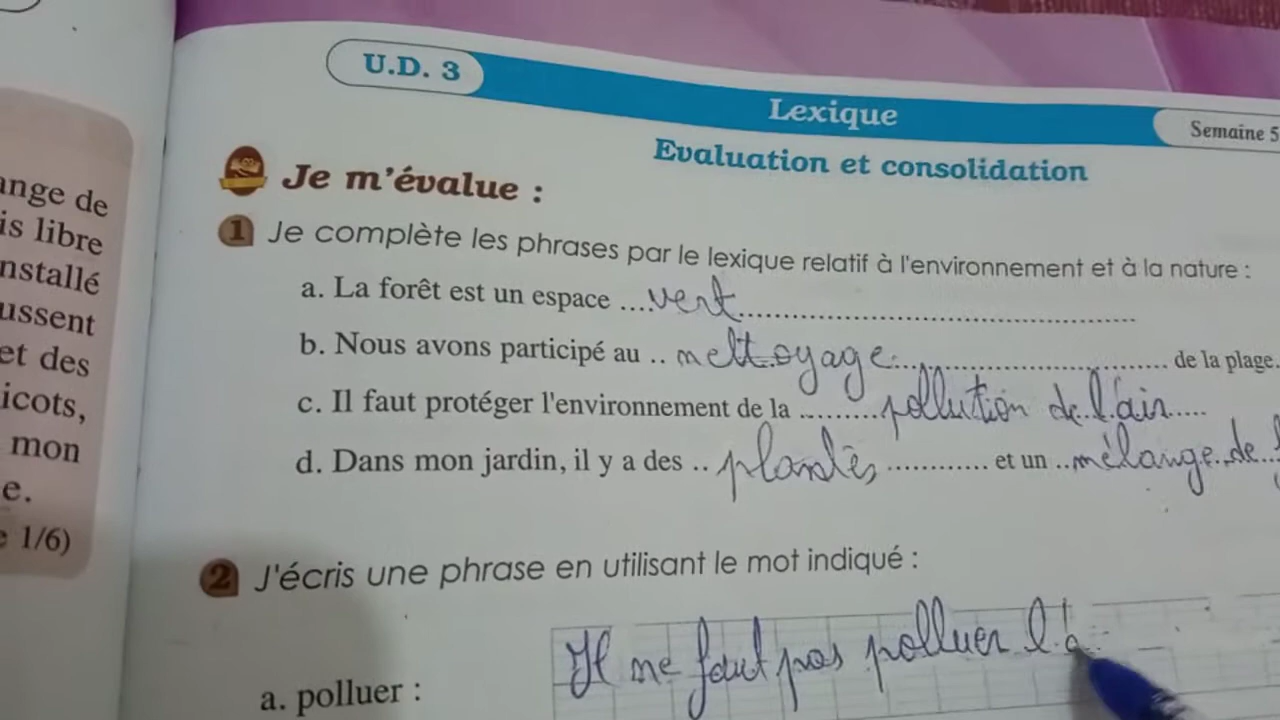 U.D. 3
Lexique
Semaine 5
Evaluation et consolidation
Je m'évalue :
1 Je complète les phrases par le lexique relatif à l'environnement et à la nature :
a. La forêt est un espace ....vert..........
b. Nous avons participé au .. nettoyage.......... de la plage.
c. Il faut protéger l'environnement de la ..........pollution de l'air.....
d. Dans mon jardin, il y a des .. plantes ............ et un ..mélange de..
2 J'écris une phrase en utilisant le mot indiqué :
Il ne faut pas polluer l'a
a. polluer :
ange de
is libre
nstallé
ussent
et des
icots,
mon
e.
e 1/6)